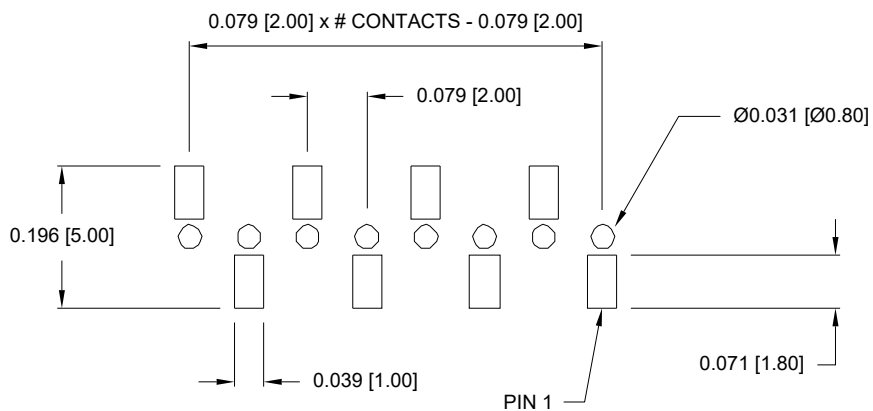 0.079 [2.00] x # CONTACTS - 0.079 [2.00]
0.079 [2.00]
Ø0.031 [Ø0.80]
0.196 [5.00]
0.071 [1.80]
0.039 [1.00]
PIN 1